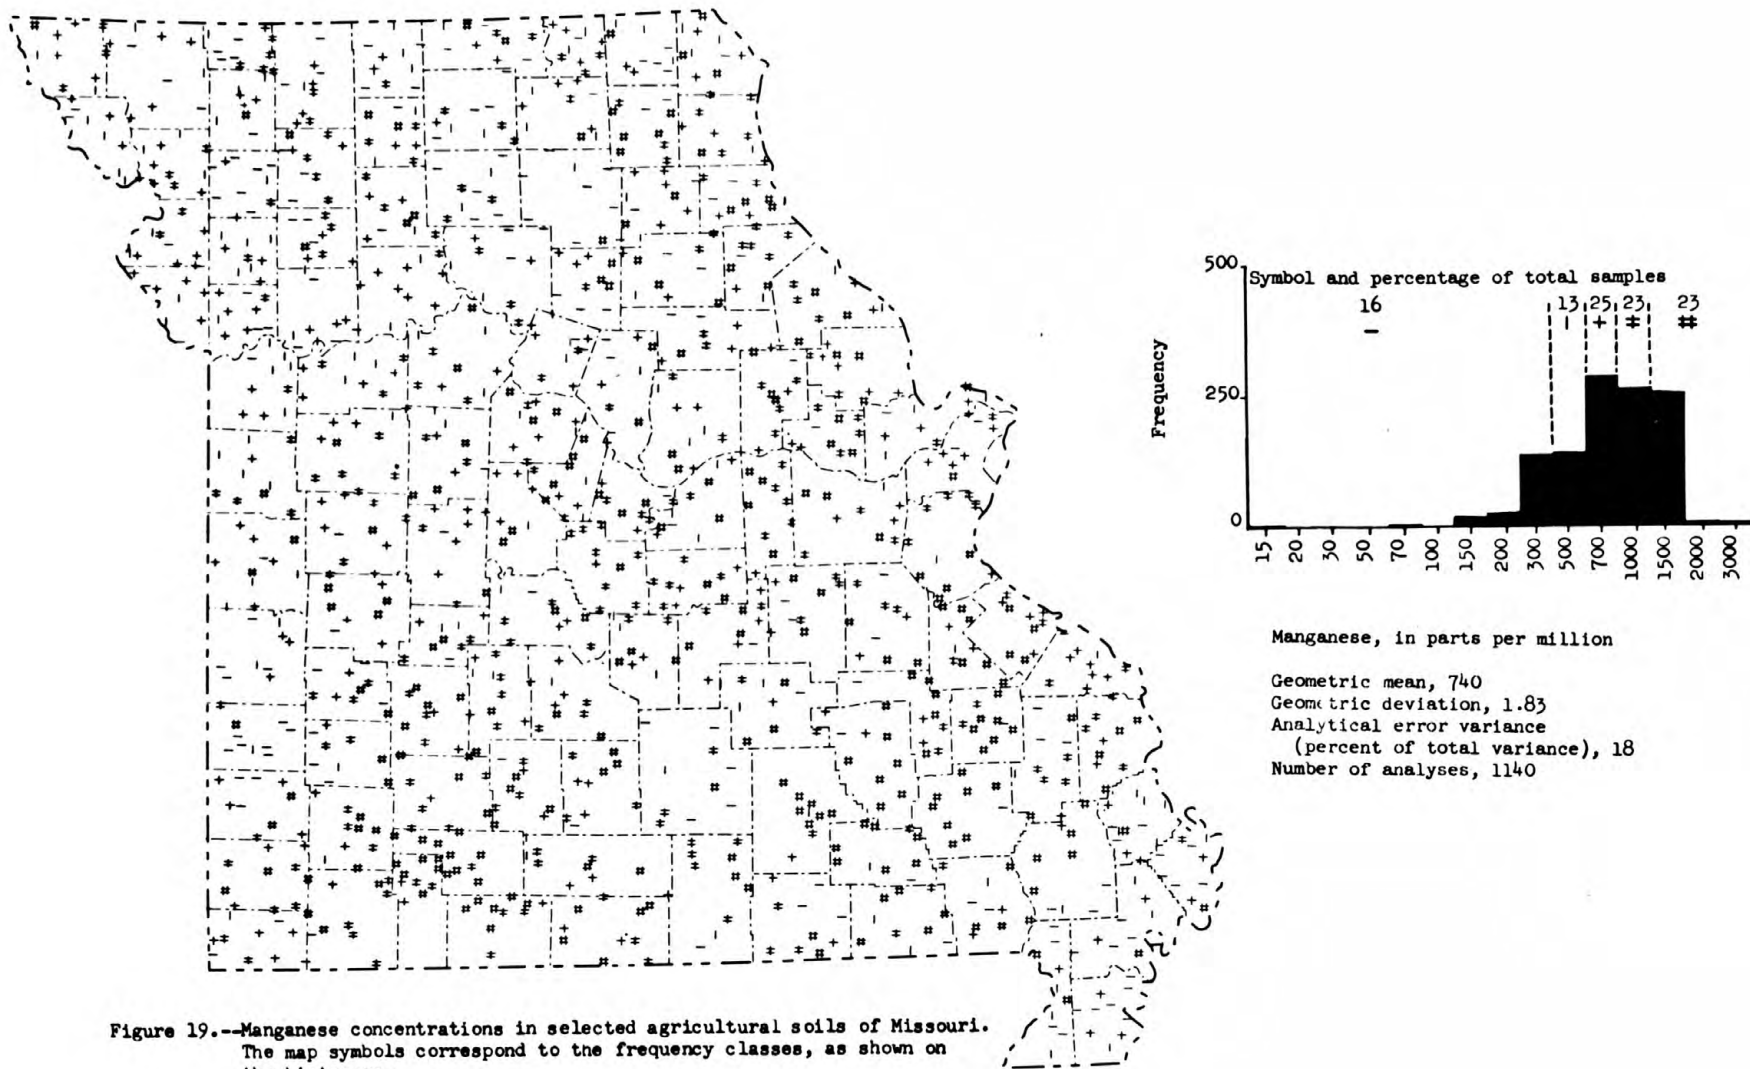 500
Symbol and percentage of total samples
16 13 25 23 23
250
0
Frequency
15 20 30 50 70 100 150 200 300 500 700 1000 1500 2000 3000
Manganese, in parts per million
Geometric mean, 740
Geometric deviation, 1.83
Analytical error variance
(percent of total variance), 18
Number of analyses, 1140
Figure 19.--Manganese concentrations in selected agricultural soils of Missouri.
The map symbols correspond to the frequency classes, as shown on